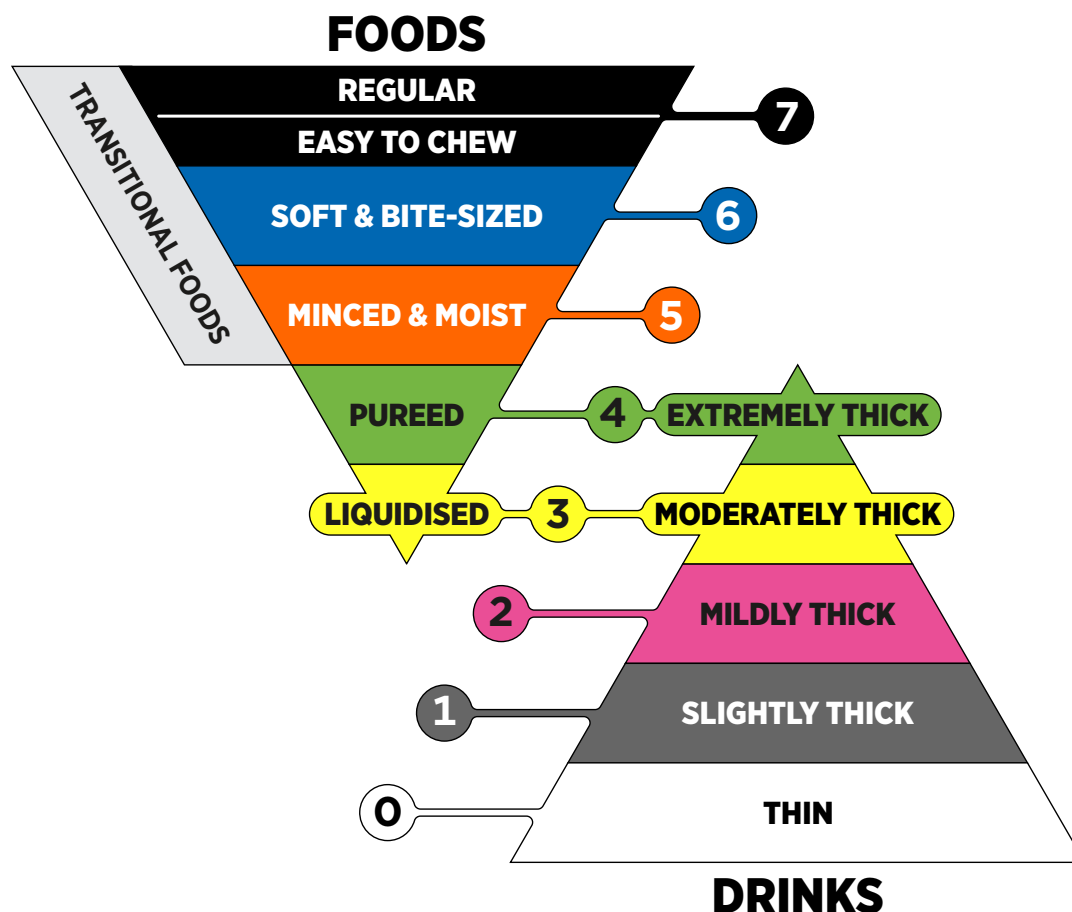 FOODS
REGULAR
EASY TO CHEW
7
TRANSITIONAL FOODS
SOFT & BITE-SIZED
6
MINCED & MOIST
5
PUREED
4
EXTREMELY THICK
LIQUIDISED
3
MODERATELY THICK
2
MILDLY THICK
1
SLIGHTLY THICK
0
THIN
DRINKS